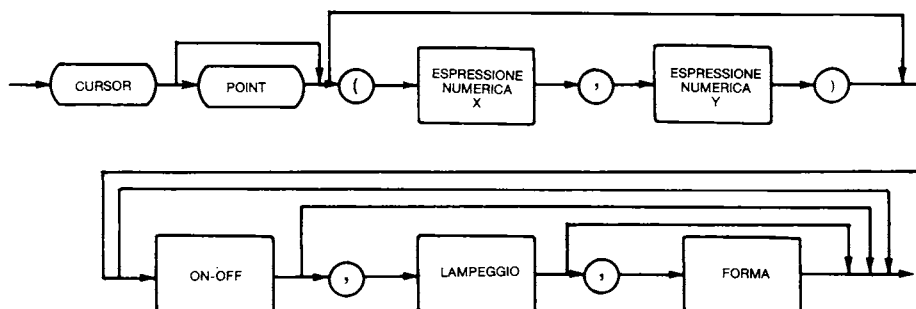 CURSOR
POINT
(
ESPRESSIONE
NUMERICA
X
,
ESPRESSIONE
NUMERICA
Y
)
ON-OFF
,
LAMPEGGIO
,
FORMA